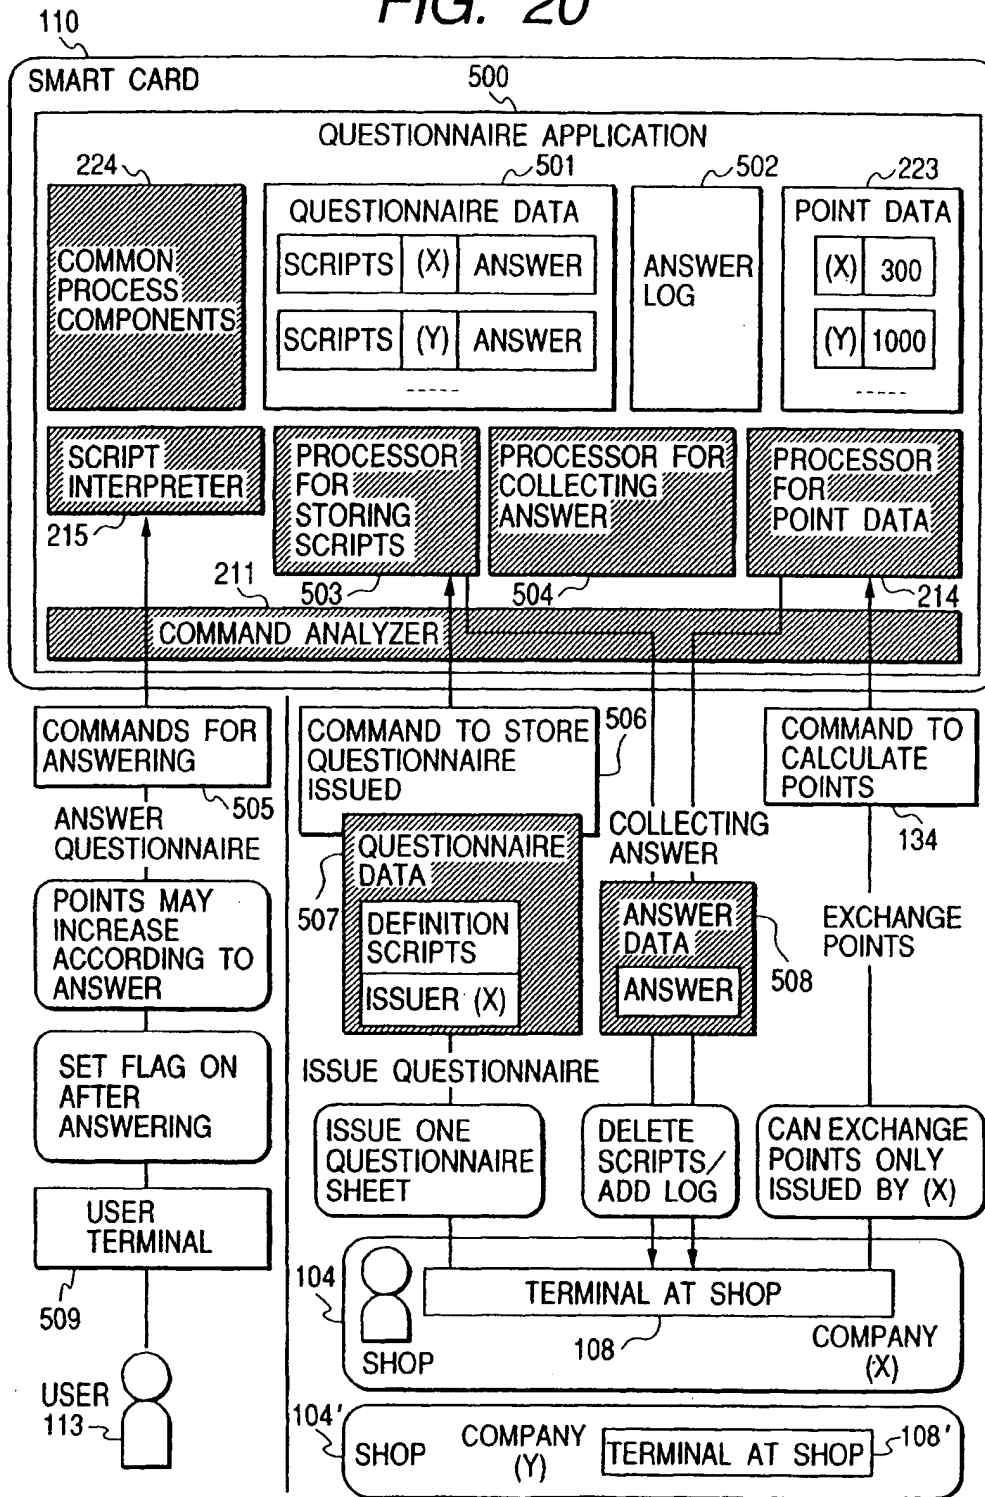 FIG. 20
110
SMART CARD
500
QUESTIONNAIRE APPLICATION
224
501
502
223
COMMON
PROCESS
COMPONENTS
QUESTIONNAIRE DATA
SCRIPTS (X) ANSWER
SCRIPTS (Y) ANSWER
-----
ANSWER
LOG
POINT DATA
(X) 300
(Y) 1000
-----
SCRIPT
INTERPRETER
215
PROCESSOR
FOR
STORING
SCRIPTS
503
PROCESSOR FOR
COLLECTING
ANSWER
504
PROCESSOR
FOR
POINT DATA
214
211
COMMAND ANALYZER
COMMANDS FOR
ANSWERING
505
ANSWER
QUESTIONNAIRE
POINTS MAY
INCREASE
ACCORDING TO
ANSWER
SET FLAG ON
AFTER
ANSWERING
USER
TERMINAL
509
USER
113
COMMAND TO STORE
QUESTIONNAIRE
ISSUED
506
QUESTIONNAIRE
DATA
507
DEFINITION
SCRIPTS
ISSUER (X)
ISSUE QUESTIONNAIRE
ISSUE ONE
QUESTIONNAIRE
SHEET
COLLECTING
ANSWER
ANSWER
DATA
ANSWER
508
DELETE
SCRIPTS/
ADD LOG
COMMAND TO
CALCULATE
POINTS
134
EXCHANGE
POINTS
CAN EXCHANGE
POINTS ONLY
ISSUED BY (X)
104
TERMINAL AT SHOP
108
SHOP
COMPANY
(X)
104'
SHOP
COMPANY
(Y)
TERMINAL AT SHOP
108'